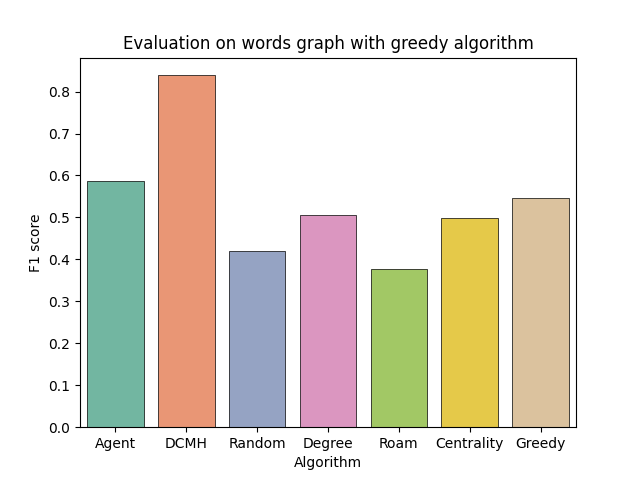 Evaluation on words graph with greedy algorithm
F1 score
0.8
0.7
0.6
0.5
0.4
0.3
0.2
0.1
0.0
Agent DCMH Random Degree Roam Centrality Greedy
Algorithm